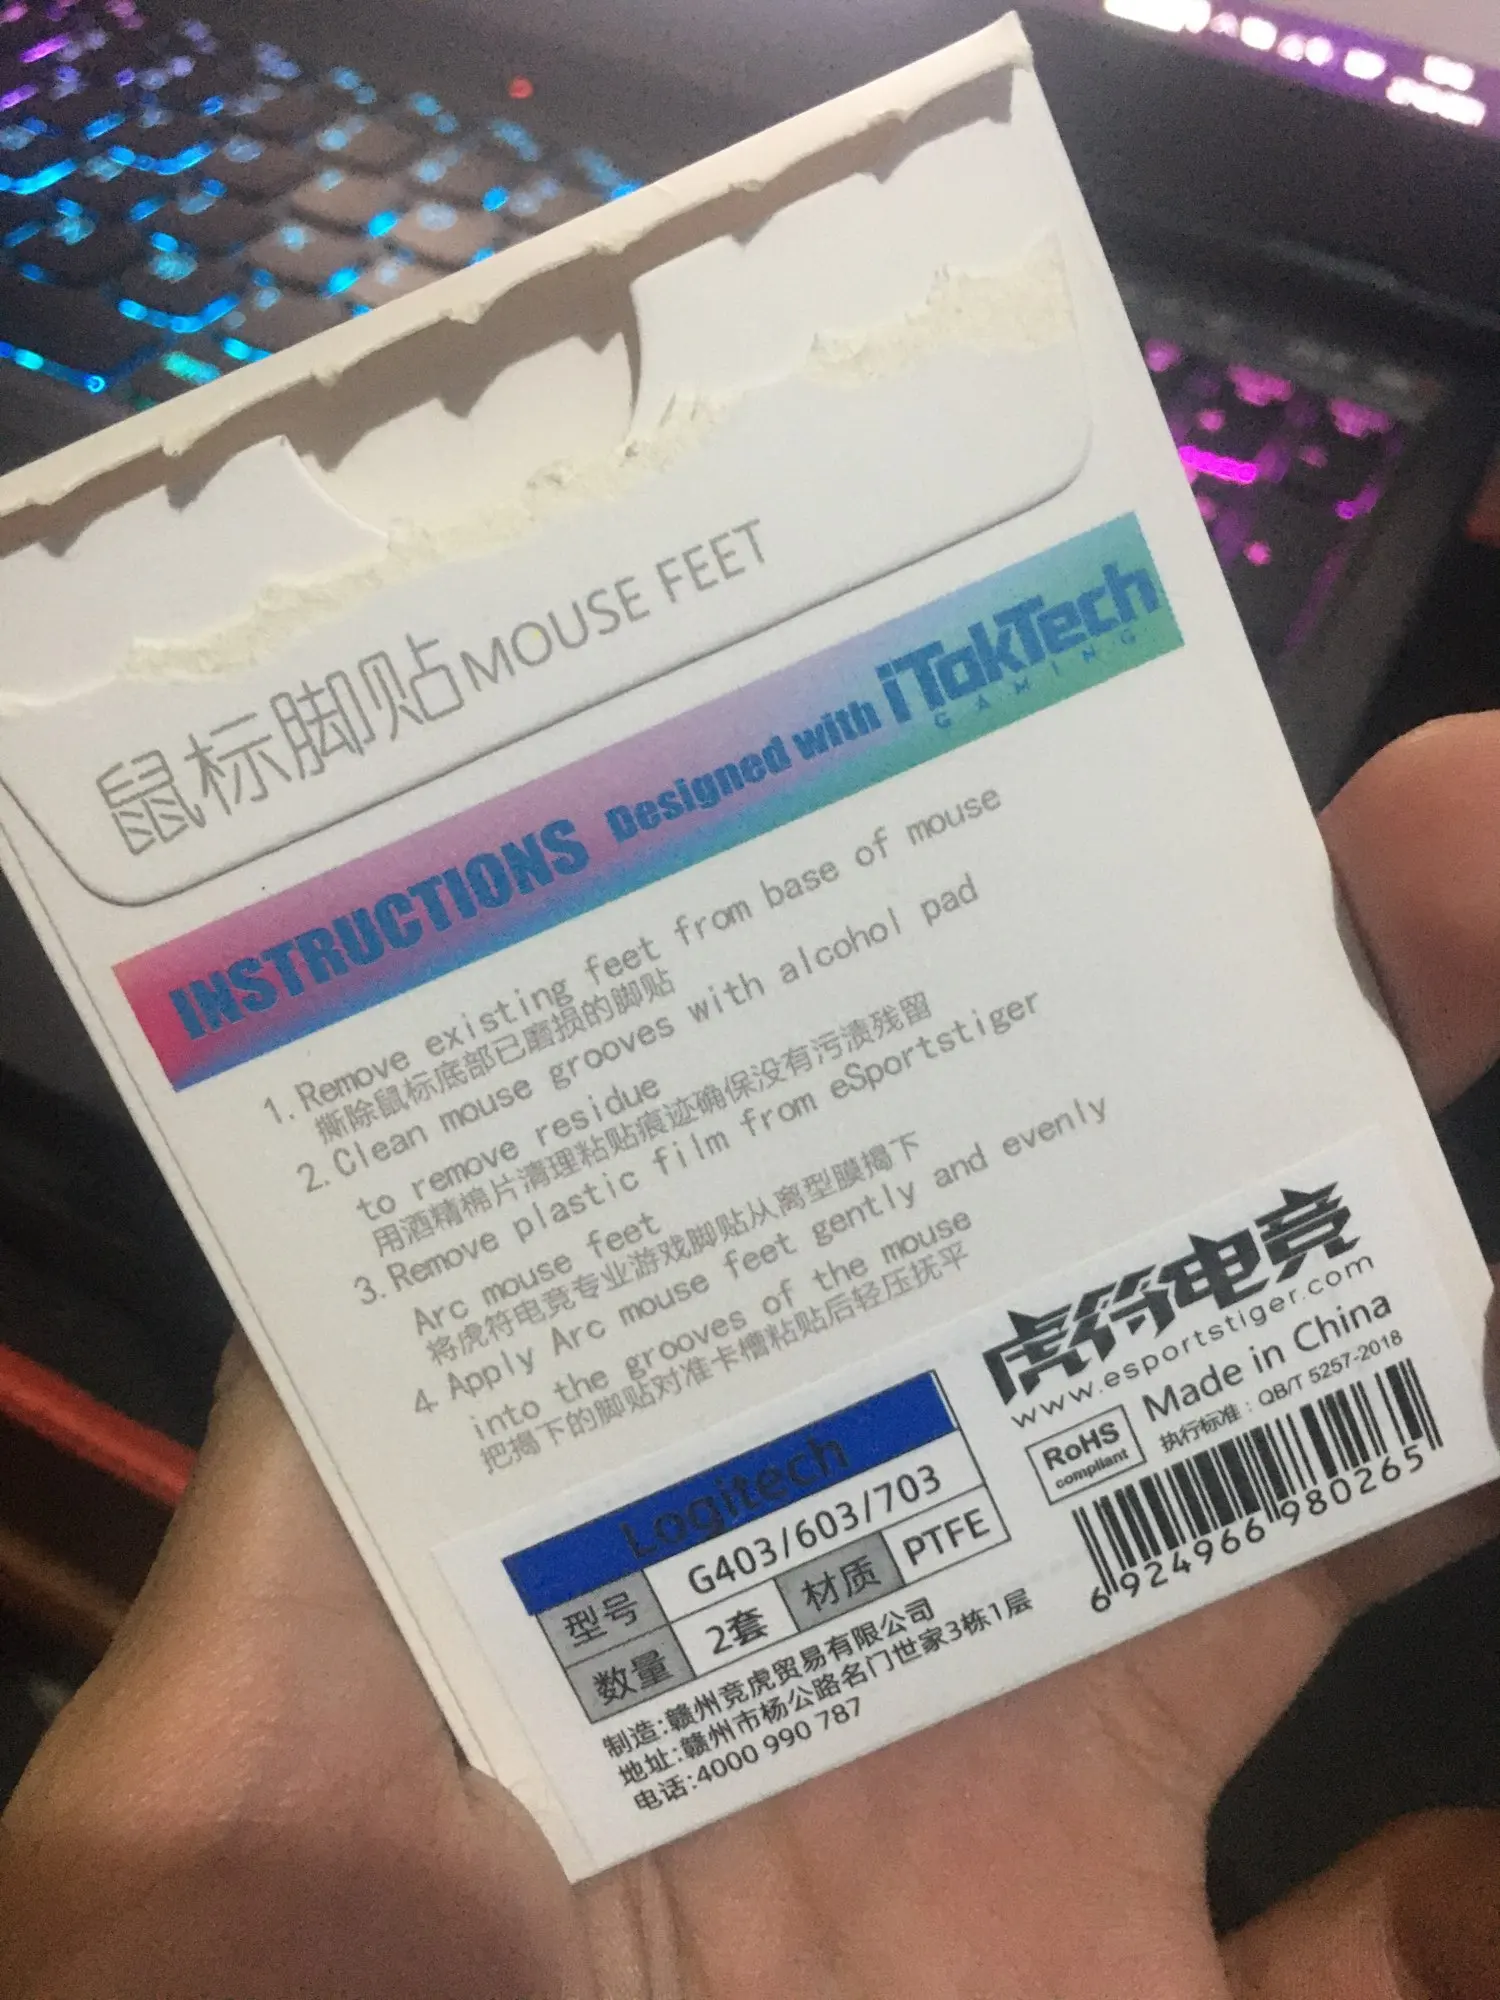 鼠标脚贴MOUSE FEET
INSTRUCTIONS Designed with iTokTech
GAMING
1. Remove existing feet from base of mouse
撕除鼠标底部已磨损的脚贴
2. Clean mouse grooves with alcohol pad
to remove residue
用酒精棉片清理粘贴痕迹确保没有污渍残留
3. Remove plastic film from eSportstiger
Arc mouse feet
将虎符电竞专业游戏脚贴从离型膜揭下
4. Apply Arc mouse feet gently and evenly
into the grooves of the mouse
把揭下的脚贴对准卡槽粘贴后轻压抚平
虎符电竞
www.esportstiger.com
RoHS
compliant
Made in China
执行标准：QB/T 5257-2018
6924966980265
Logitech
型号 G403/603/703
数量 2套 材质 PTFE
制造:赣州竞虎贸易有限公司
地址:赣州市杨公路名门世家3栋1层
电话:4000 990 787